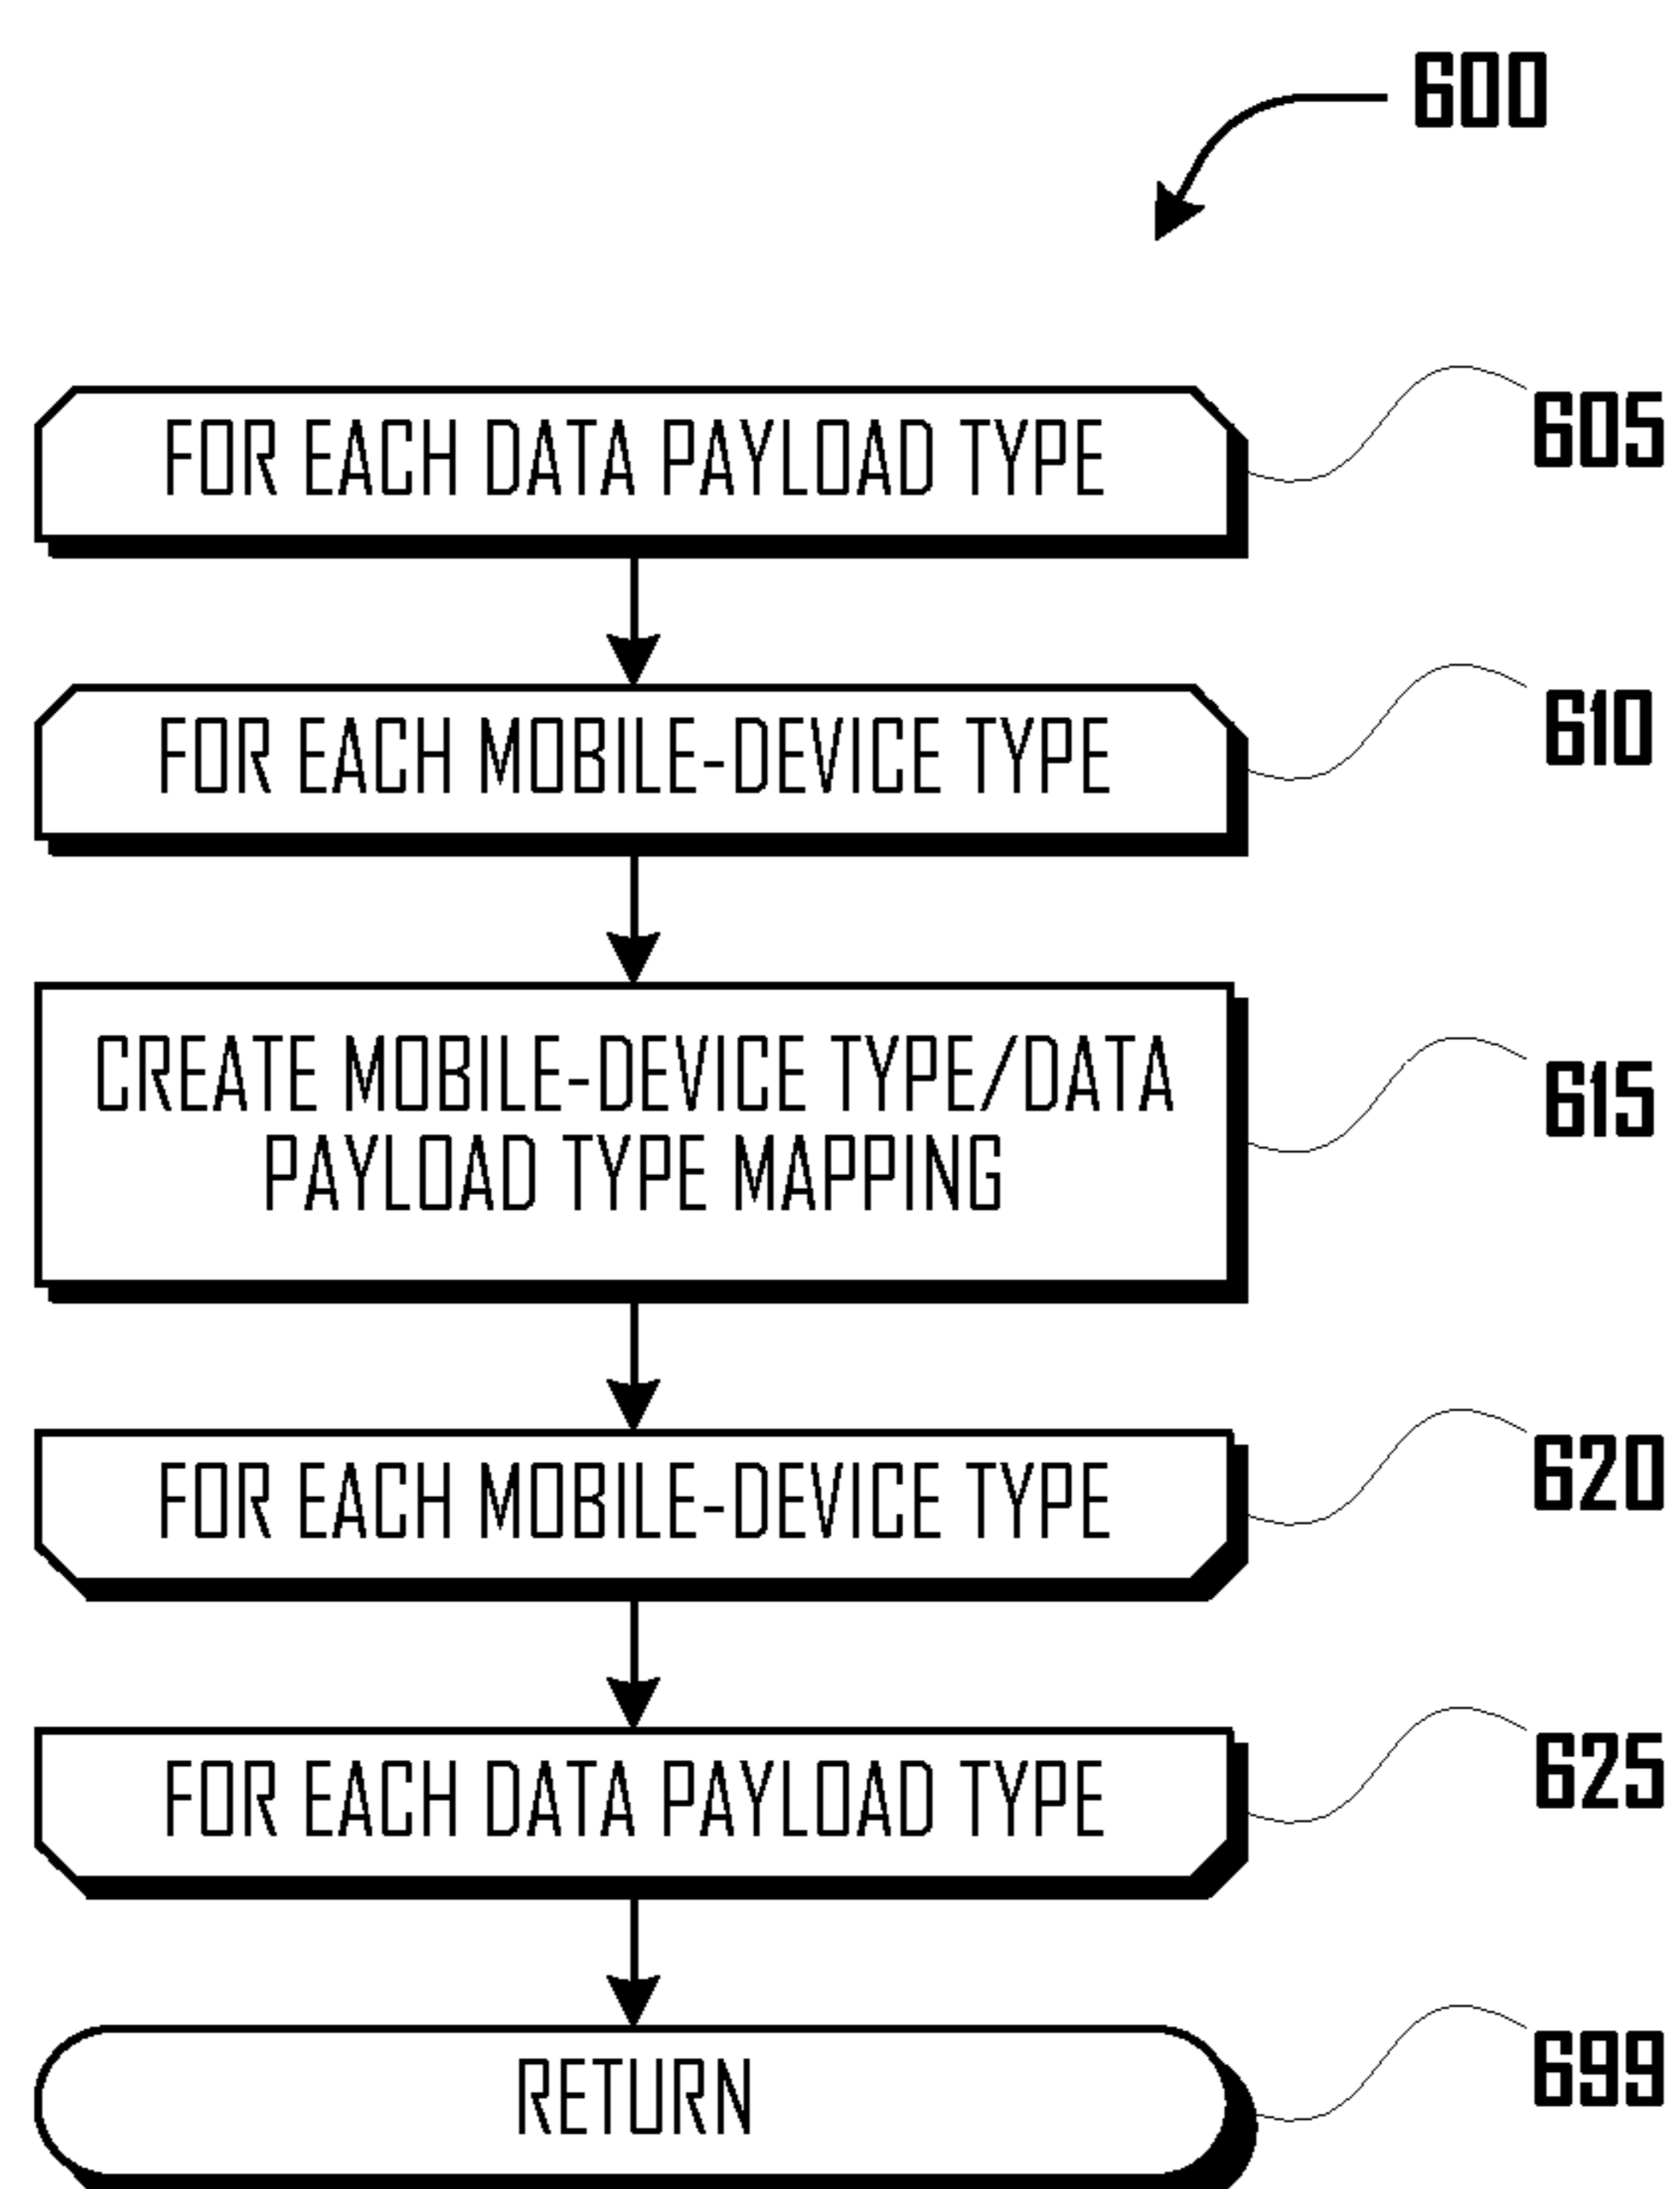 600
FOR EACH DATA PAYLOAD TYPE
605
FOR EACH MOBILE-DEVICE TYPE
610
CREATE MOBILE-DEVICE TYPE/DATA
PAYLOAD TYPE MAPPING
615
FOR EACH MOBILE-DEVICE TYPE
620
FOR EACH DATA PAYLOAD TYPE
625
RETURN
699